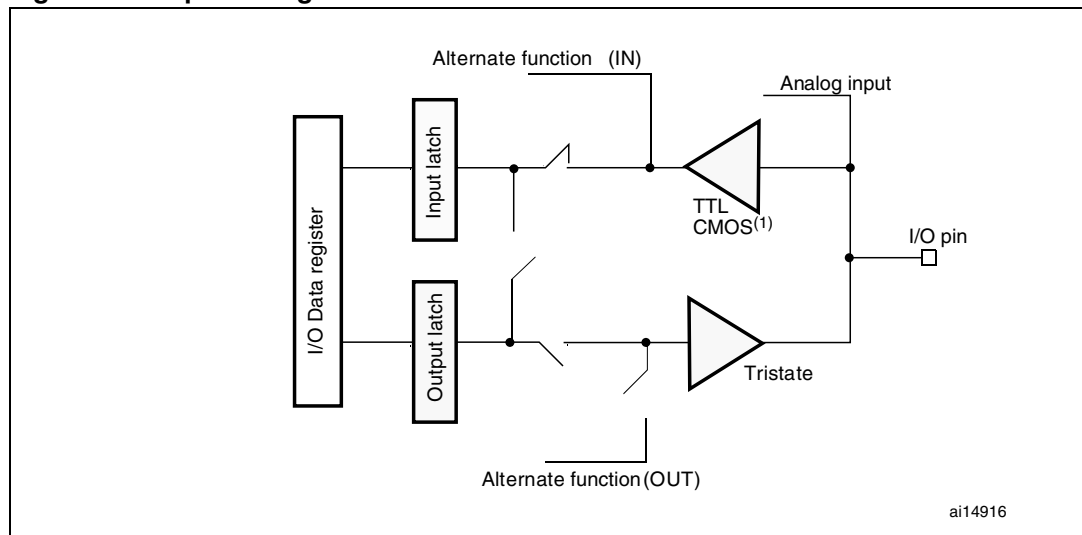 Alternate function (IN)
Analog input
I/O Data register
Input latch
TTL
CMOS(1)
I/O pin
Output latch
Tristate
Alternate function (OUT)
ai14916